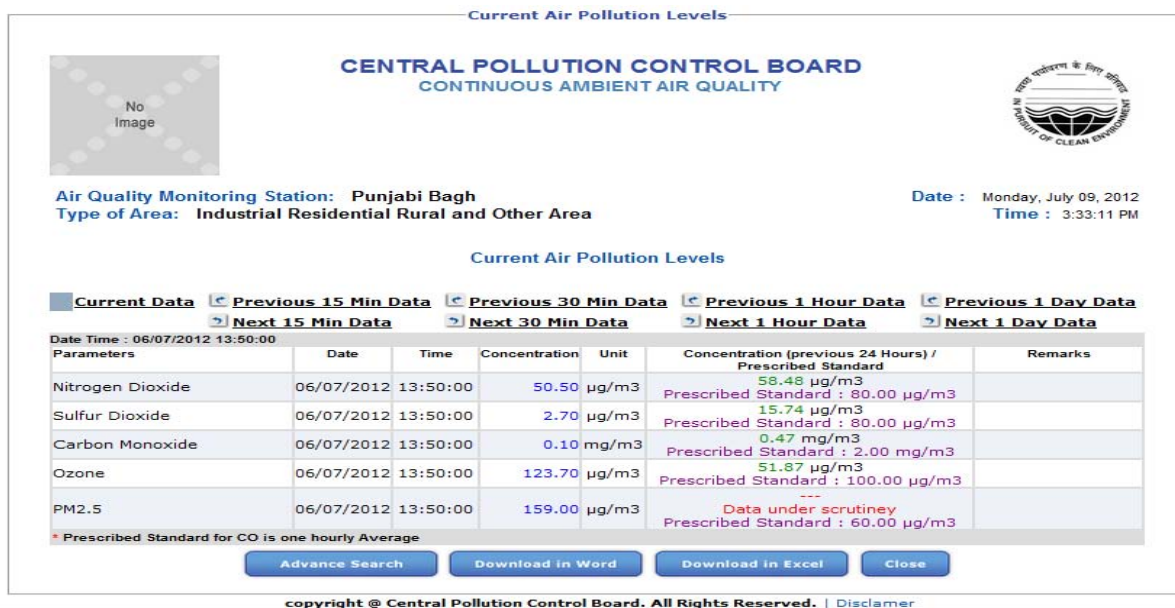 Current Air Pollution Levels
No
Image
CENTRAL POLLUTION CONTROL BOARD
CONTINUOUS AMBIENT AIR QUALITY
स्वच्छ पर्यावरण के लिए
IN PURSUIT OF CLEAN ENVIRONMENT
Air Quality Monitoring Station: Punjabi Bagh
Date : Monday, July 09, 2012
Type of Area: Industrial Residential Rural and Other Area
Time : 3:33:11 PM
Current Air Pollution Levels
Current Data Previous 15 Min Data Previous 30 Min Data Previous 1 Hour Data Previous 1 Day Data
Next 15 Min Data Next 30 Min Data Next 1 Hour Data Next 1 Day Data
Date Time : 06/07/2012 13:50:00
Parameters Date Time Concentration Unit Concentration (previous 24 Hours) / Prescribed Standard Remarks
Nitrogen Dioxide 06/07/2012 13:50:00 50.50 µg/m3 58.48 µg/m3
Prescribed Standard : 80.00 µg/m3
Sulfur Dioxide 06/07/2012 13:50:00 2.70 µg/m3 15.74 µg/m3
Prescribed Standard : 80.00 µg/m3
Carbon Monoxide 06/07/2012 13:50:00 0.10 mg/m3 0.47 mg/m3
Prescribed Standard : 2.00 mg/m3
Ozone 06/07/2012 13:50:00 123.70 µg/m3 51.87 µg/m3
Prescribed Standard : 100.00 µg/m3
PM2.5 06/07/2012 13:50:00 159.00 µg/m3 ---
Data under scrutiney
Prescribed Standard : 60.00 µg/m3
* Prescribed Standard for CO is one hourly Average
Advance Search Download in Word Download in Excel Close
copyright @ Central Pollution Control Board. All Rights Reserved. | Disclamer